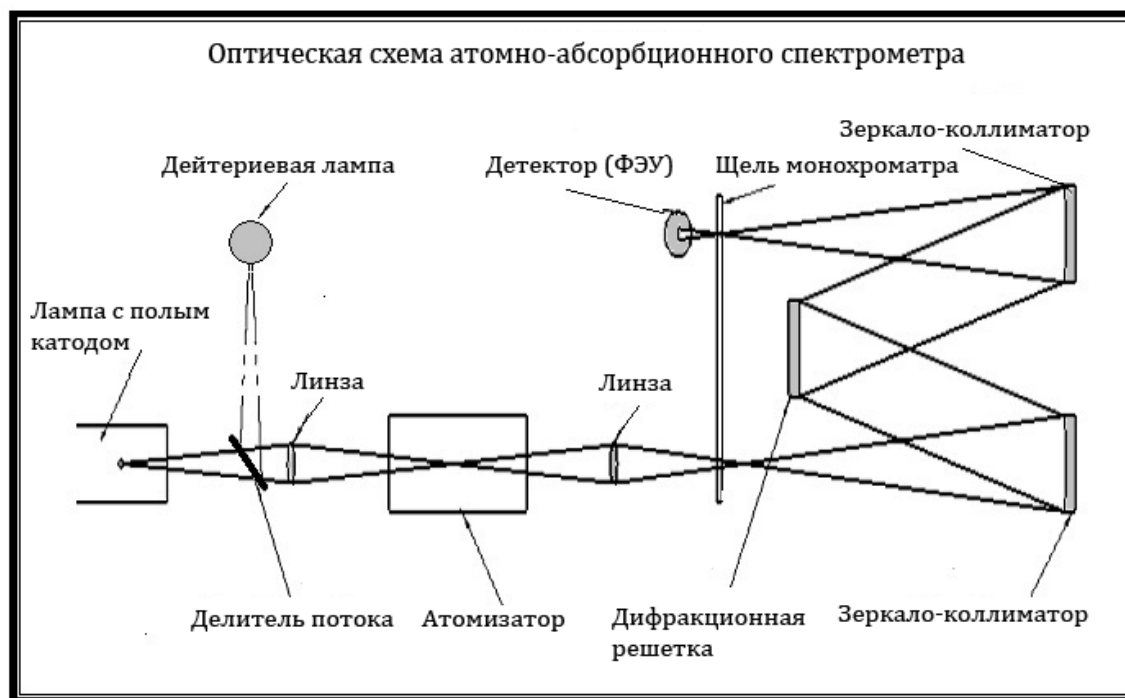 Оптическая схема атомно-абсорбционного спектрометра
Зеркало-коллиматор
Дейтериевая лампа
Детектор (ФЭУ)
Щель монохроматра
Лампа с полым
катодом
Линза
Линза
Делитель потока
Атомизатор
Дифракционная
решетка
Зеркало-коллиматор